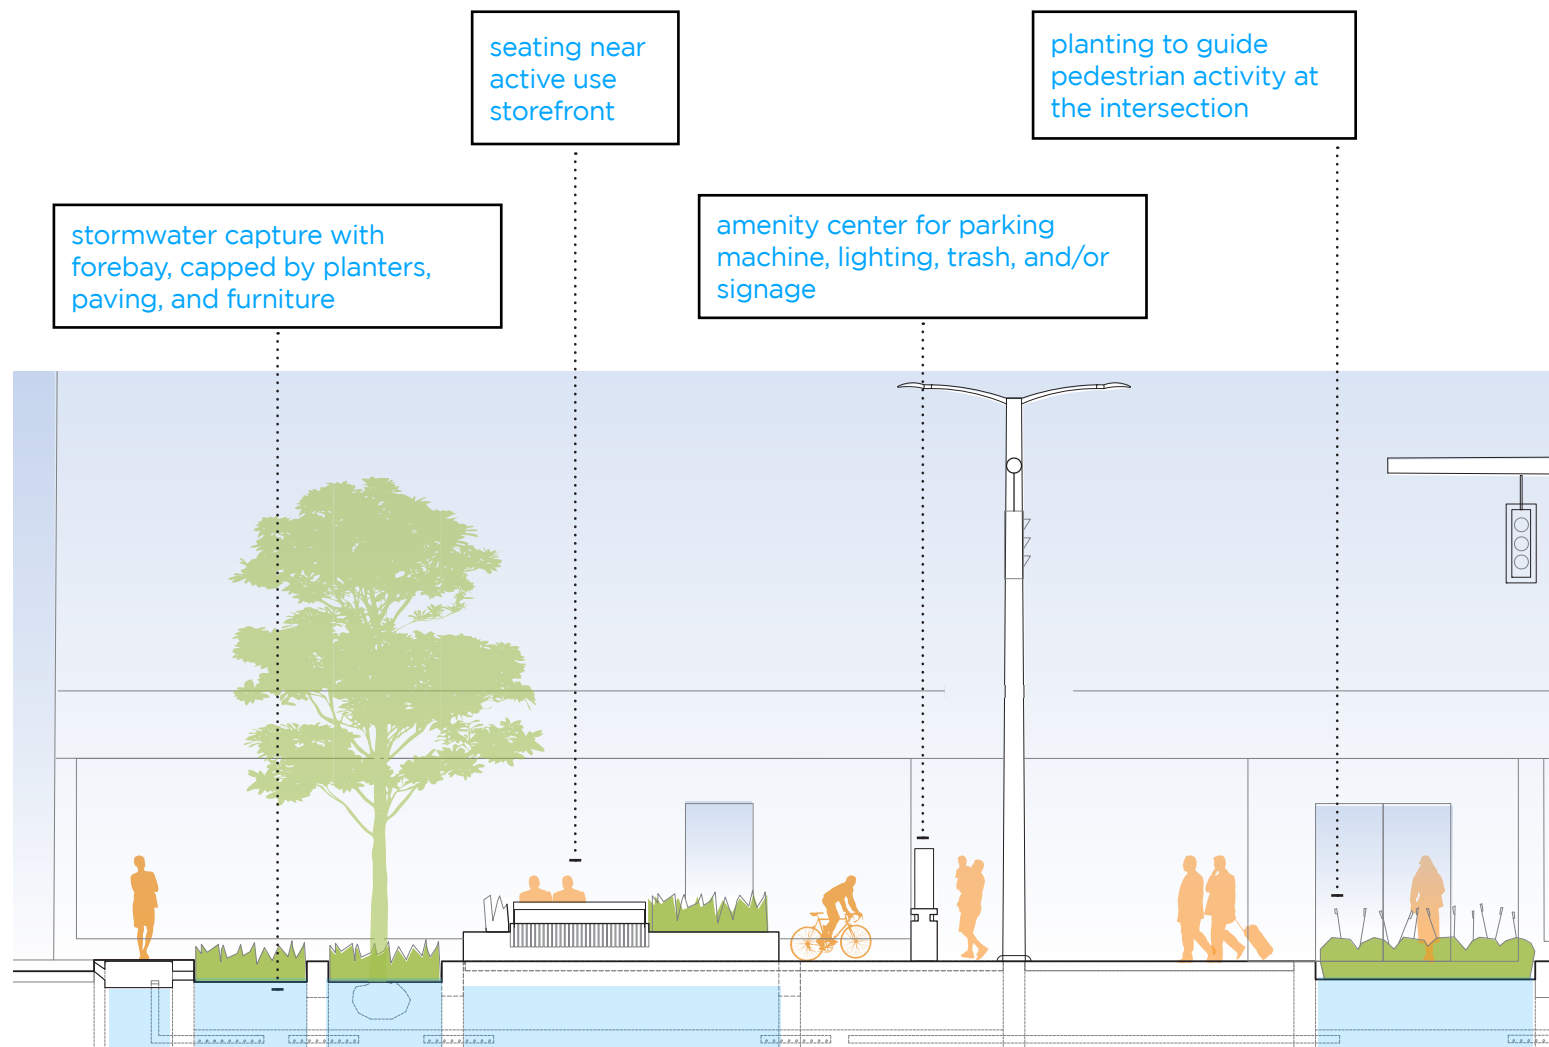 seating near
active use
storefront
planting to guide
pedestrian activity at
the intersection
stormwater capture with
forebay, capped by planters,
paving, and furniture
amenity center for parking
machine, lighting, trash, and/or
signage